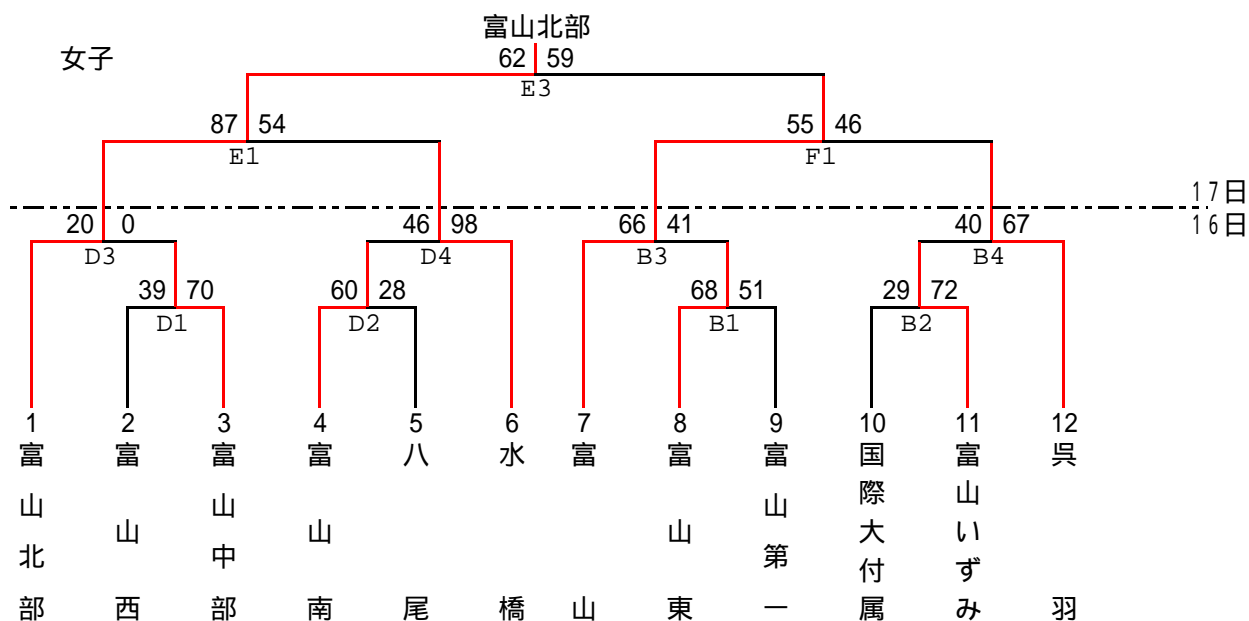 富山北部
女子
62 59
E3
87 54
55 46
E1
F1
17日
16日
20 0
46 98
66 41
40 67
D3
D4
B3
B4
39 70
60 28
68 51
29 72
D1
D2
B1
B2
1 2 3 4 5 6 7 8 9 10 11 12
富山北部
富山西
富山中部
富山南
八尾
水橋
富山
富山東
富山第一
国際大付属
富山いずみ
呉羽